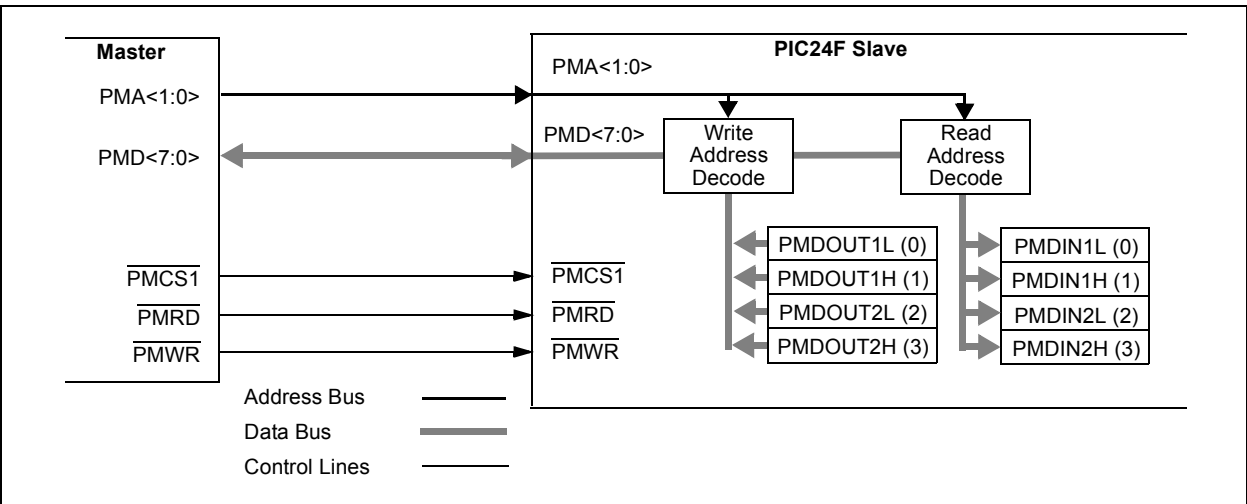 Master
PIC24F Slave
PMA<1:0>
PMA<1:0>
PMD<7:0>
PMD<7:0>
Write
Address
Decode
Read
Address
Decode
PMDOUT1L (0)
PMDOUT1H (1)
PMDOUT2L (2)
PMDOUT2H (3)
PMDIN1L (0)
PMDIN1H (1)
PMDIN2L (2)
PMDIN2H (3)
PMCS1
PMCS1
PMRD
PMRD
PMWR
PMWR
Address Bus
Data Bus
Control Lines